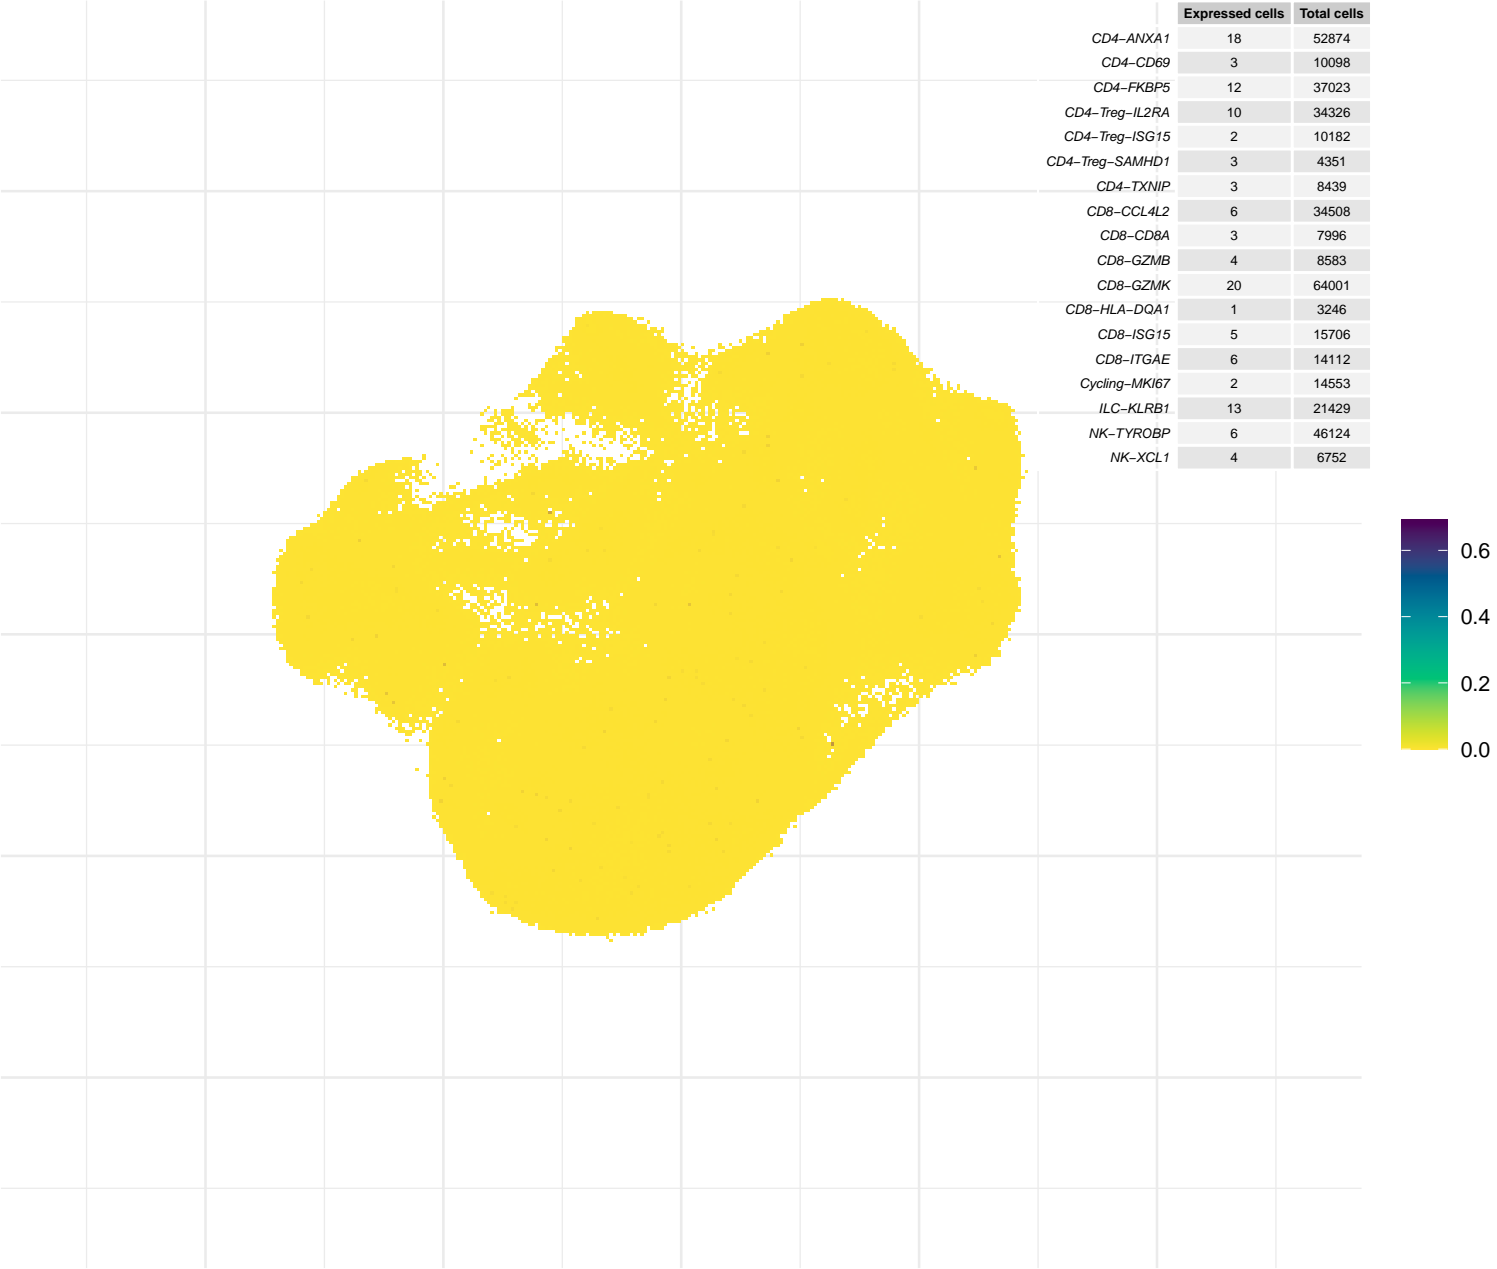 Expressed cells Total cells
CD4−ANXA1 18 52874
CD4−CD69 3 10098
CD4−FKBP5 12 37023
CD4−Treg−IL2RA 10 34326
CD4−Treg−ISG15 2 10182
CD4−Treg−SAMHD1 3 4351
CD4−TXNIP 3 8439
CD8−CCL4L2 6 34508
CD8−CD8A 3 7996
CD8−GZMB 4 8583
CD8−GZMK 20 64001
CD8−HLA−DQA1 1 3246
CD8−ISG15 5 15706
CD8−ITGAE 6 14112
Cycling−MKI67 2 14553
ILC−KLRB1 13 21429
NK−TYROBP 6 46124
NK−XCL1 4 6752
0.6
0.4
0.2
0.0